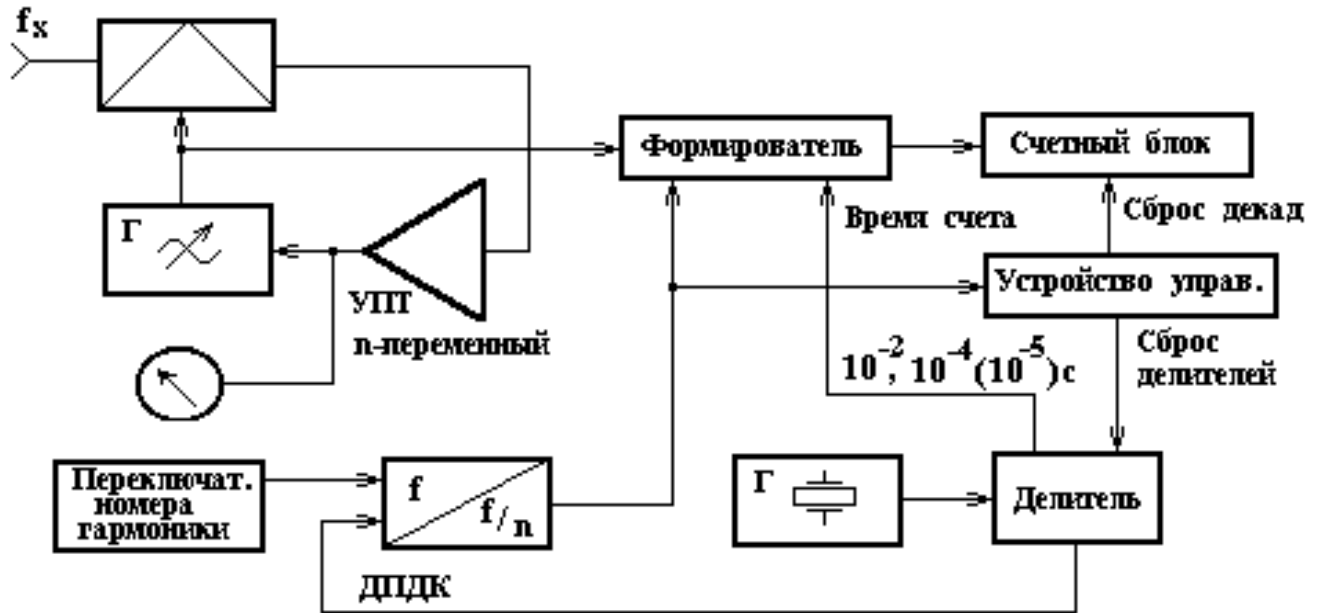 fx
Формирователь
Счетный блок
Г
Время счета
Сброс декад
УПТ
n-переменный
Устройство управ.
10⁻², 10⁻⁴(10⁻⁵)с
Сброс
делителей
Переключат.
номера
гармоники
f
f/n
Г
Делитель
ДПДК